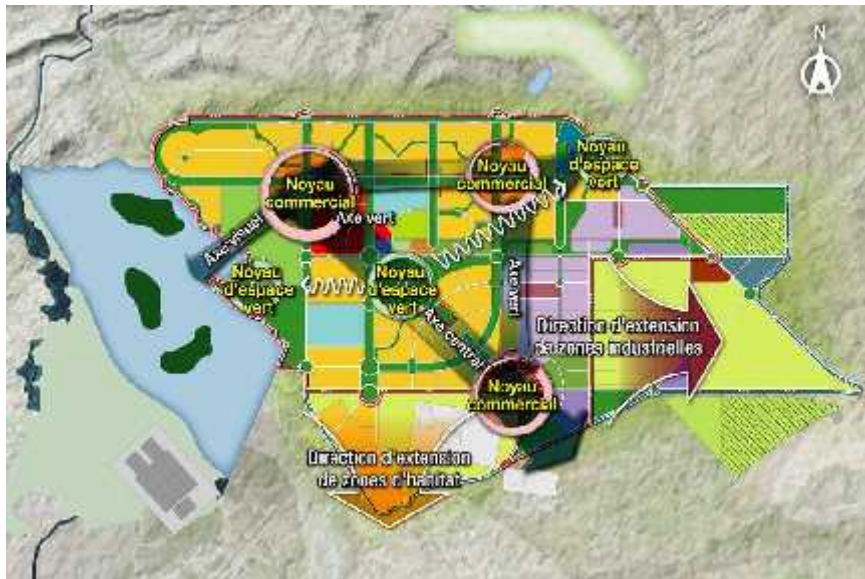 N
Noyau
d'espace
vert
Noyau
commercial
Noyau
commercial
Axe vert
Axe visuel
Noyau
d'espace
vert
Noyau
d'espace
vert
Axe vert
Axe central
Direction d'extension
de zones industrielles
Noyau
commercial
Direction d'extension
de zones d'habitat